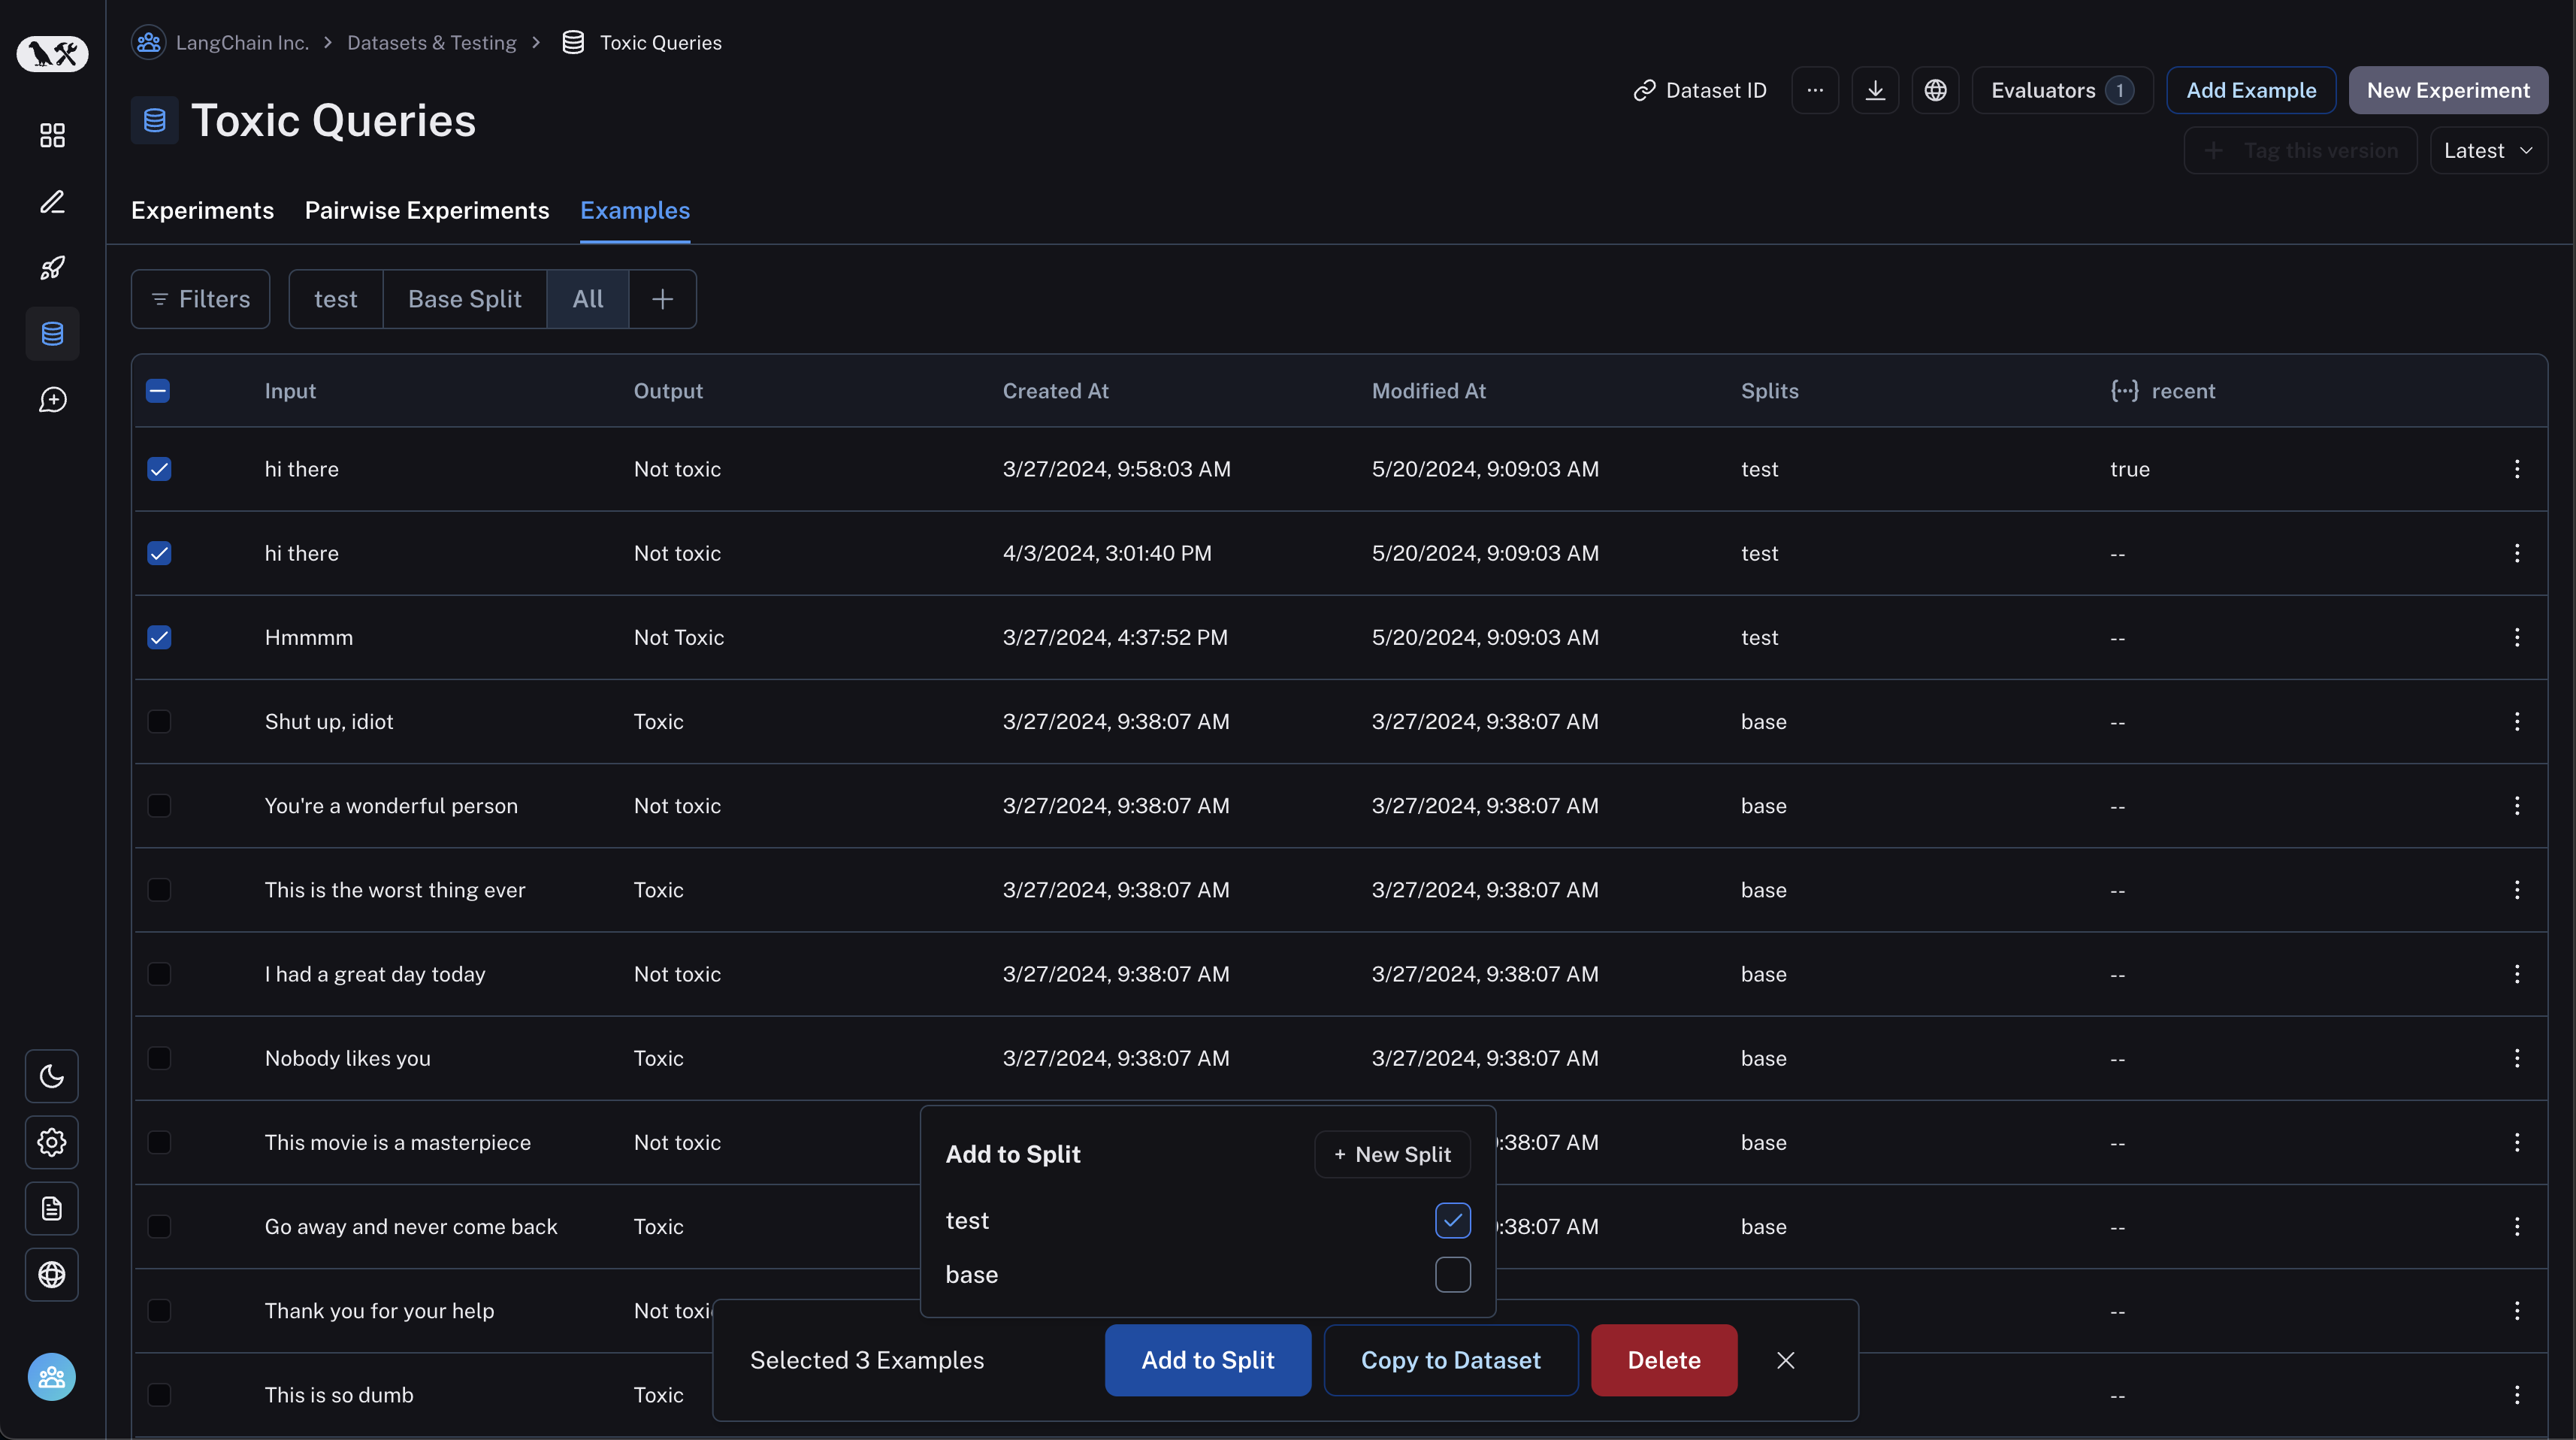 LangChain Inc. > Datasets & Testing > Toxic Queries
Toxic Queries
Dataset ID
Evaluators 1
Add Example
New Experiment
+ Tag this version
Latest
Experiments Pairwise Experiments Examples
Filters test Base Split All +
Input Output Created At Modified At Splits {···} recent
hi there Not toxic 3/27/2024, 9:58:03 AM 5/20/2024, 9:09:03 AM test true
hi there Not toxic 4/3/2024, 3:01:40 PM 5/20/2024, 9:09:03 AM test --
Hmmmm Not Toxic 3/27/2024, 4:37:52 PM 5/20/2024, 9:09:03 AM test --
Shut up, idiot Toxic 3/27/2024, 9:38:07 AM 3/27/2024, 9:38:07 AM base --
You're a wonderful person Not toxic 3/27/2024, 9:38:07 AM 3/27/2024, 9:38:07 AM base --
This is the worst thing ever Toxic 3/27/2024, 9:38:07 AM 3/27/2024, 9:38:07 AM base --
I had a great day today Not toxic 3/27/2024, 9:38:07 AM 3/27/2024, 9:38:07 AM base --
Nobody likes you Toxic 3/27/2024, 9:38:07 AM 3/27/2024, 9:38:07 AM base --
This movie is a masterpiece Not toxic :38:07 AM base --
Go away and never come back Toxic :38:07 AM base --
Thank you for your help Not toxi --
This is so dumb Toxic --
Add to Split + New Split
test
base
Selected 3 Examples Add to Split Copy to Dataset Delete